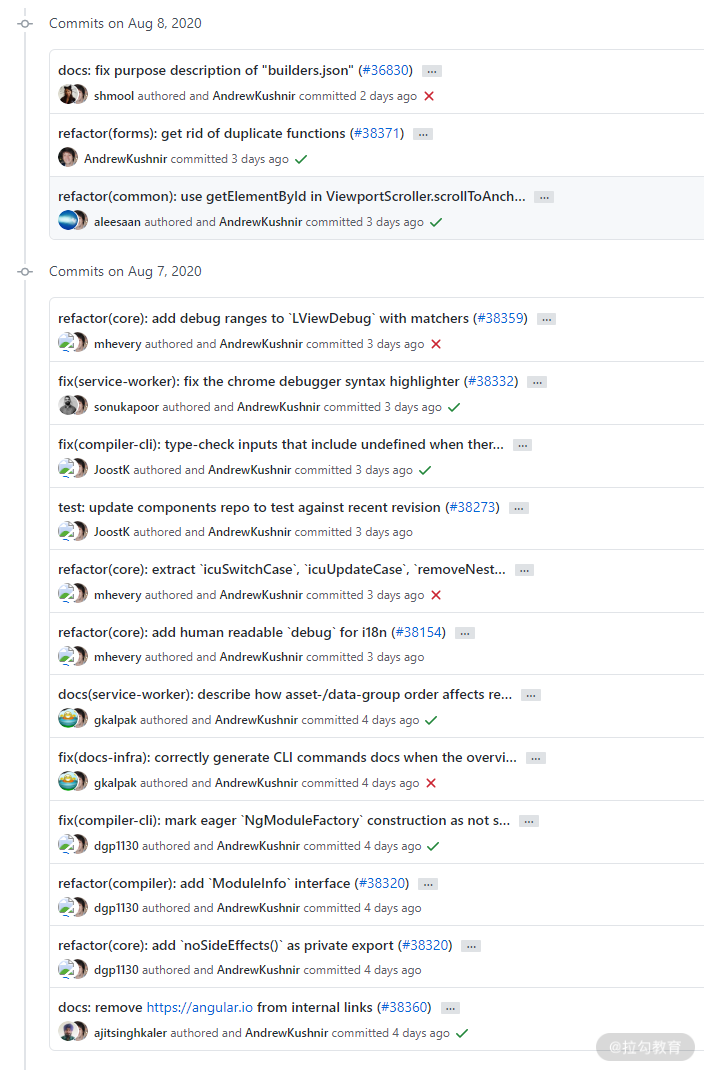 Commits on Aug 8, 2020
docs: fix purpose description of "builders.json" (#36830) ...
shmool authored and AndrewKushnir committed 2 days ago
refactor(forms): get rid of duplicate functions (#38371) ...
AndrewKushnir committed 3 days ago
refactor(common): use getElementById in ViewportScroller.scrollToAnch... ...
aleesaan authored and AndrewKushnir committed 3 days ago
Commits on Aug 7, 2020
refactor(core): add debug ranges to `LViewDebug` with matchers (#38359) ...
mhevery authored and AndrewKushnir committed 3 days ago
fix(service-worker): fix the chrome debugger syntax highlighter (#38332) ...
sonukapoor authored and AndrewKushnir committed 3 days ago
fix(compiler-cli): type-check inputs that include undefined when ther... ...
JoostK authored and AndrewKushnir committed 3 days ago
test: update components repo to test against recent revision (#38273) ...
JoostK authored and AndrewKushnir committed 3 days ago
refactor(core): extract `icuSwitchCase`, `icuUpdateCase`, `removeNest... ...
mhevery authored and AndrewKushnir committed 3 days ago
refactor(core): add human readable `debug` for i18n (#38154) ...
mhevery authored and AndrewKushnir committed 3 days ago
docs(service-worker): describe how asset-/data-group order affects re... ...
gkalpak authored and AndrewKushnir committed 4 days ago
fix(docs-infra): correctly generate CLI commands docs when the overvi... ...
gkalpak authored and AndrewKushnir committed 4 days ago
fix(compiler-cli): mark eager `NgModuleFactory` construction as not s... ...
dgp1130 authored and AndrewKushnir committed 4 days ago
refactor(compiler): add `ModuleInfo` interface (#38320) ...
dgp1130 authored and AndrewKushnir committed 4 days ago
refactor(core): add `noSideEffects()` as private export (#38320) ...
dgp1130 authored and AndrewKushnir committed 4 days ago
docs: remove https://angular.io from internal links (#38360) ...
ajitsinghkaler authored and AndrewKushnir committed 4 days ago
@拉勾教育